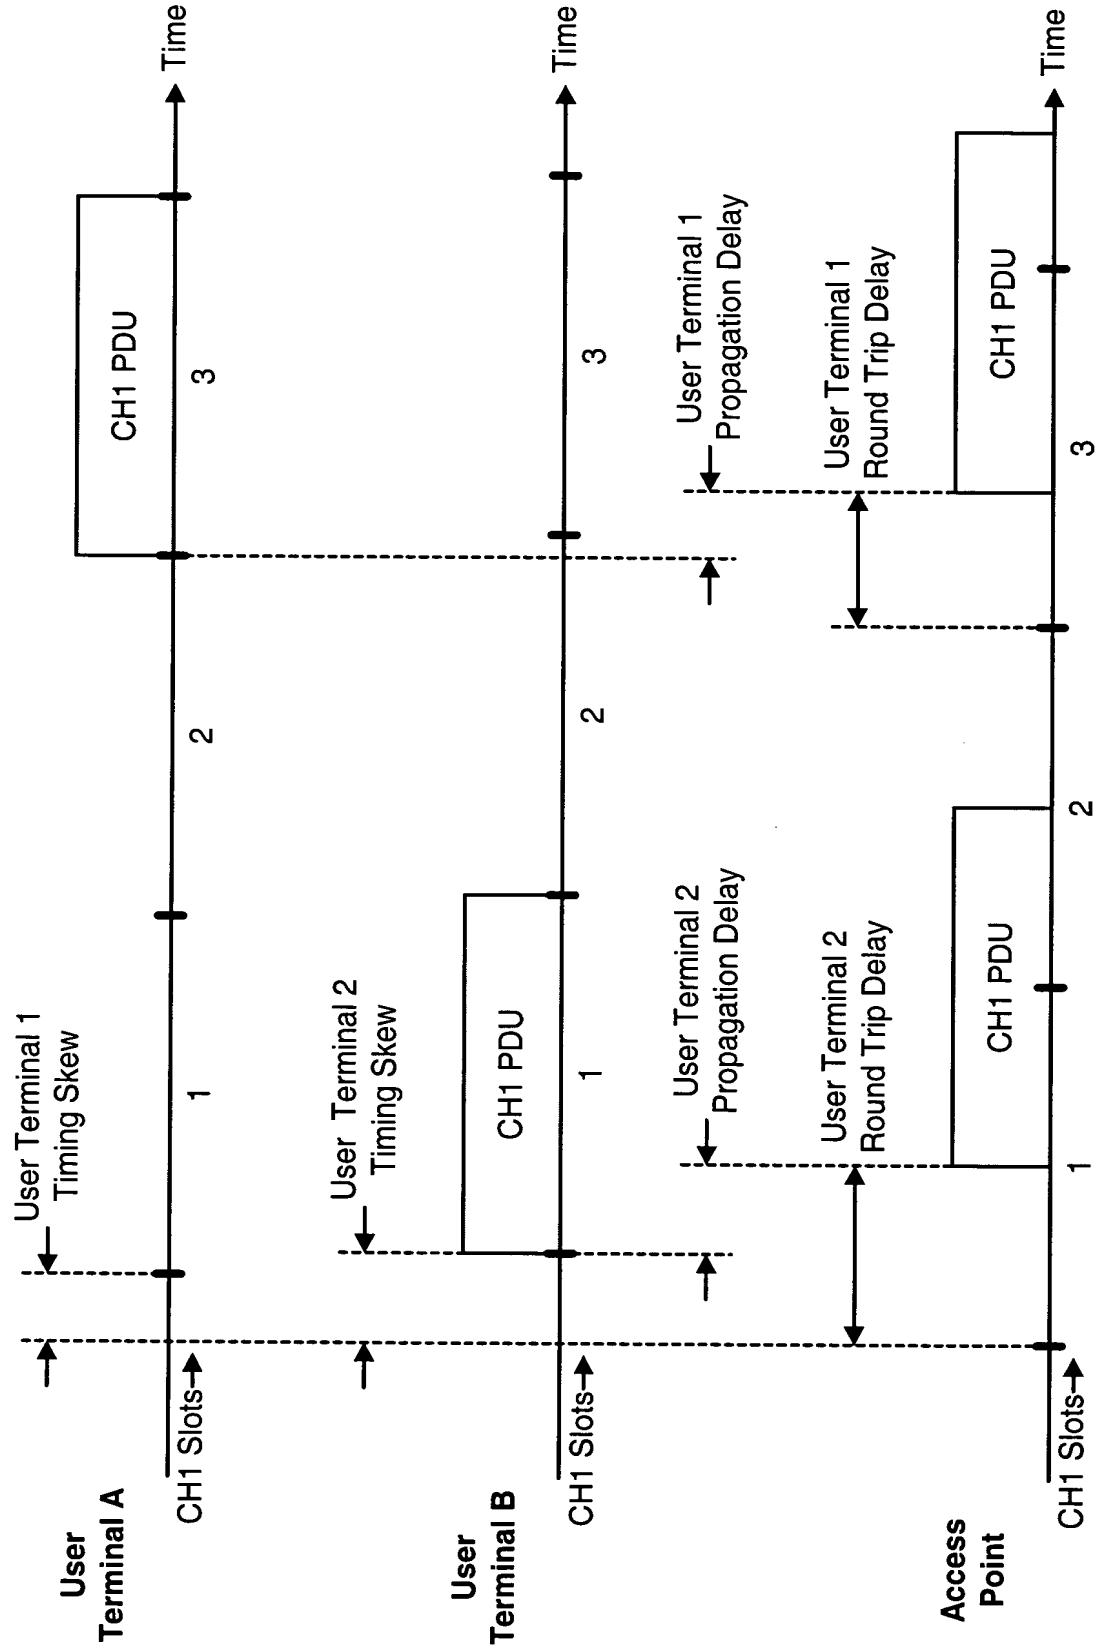 User
Terminal A
User Terminal 1
Timing Skew
CH1 PDU
Time
CH1 Slots
1
2
3
User
Terminal B
User Terminal 2
Timing Skew
CH1 PDU
Time
CH1 Slots
1
2
3
User Terminal 2
Propagation Delay
User Terminal 1
Propagation Delay
User Terminal 2
Round Trip Delay
User Terminal 1
Round Trip Delay
Access
Point
CH1 PDU
CH1 PDU
Time
CH1 Slots
1
2
3